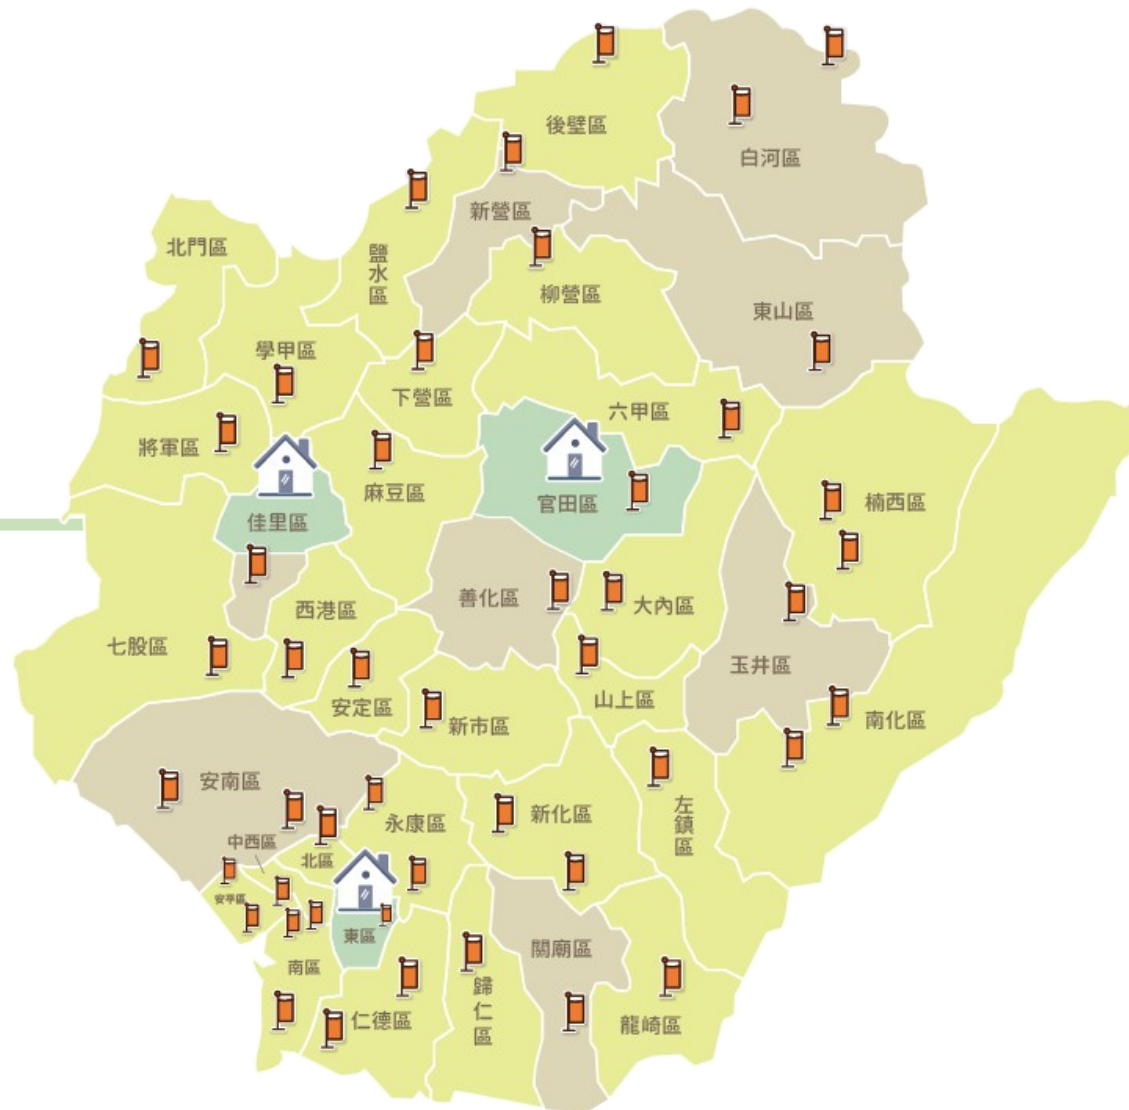 後壁區
白河區
新營區
北門區
鹽水區
柳營區
東山區
學甲區
下營區
六甲區
將軍區
麻豆區
官田區
楠西區
佳里區
善化區
大內區
西港區
七股區
玉井區
安定區
山上區
新市區
南化區
安南區
左鎮區
新化區
永康區
中西區
北區
安平區
東區
關廟區
南區
歸仁區
仁德區
龍崎區